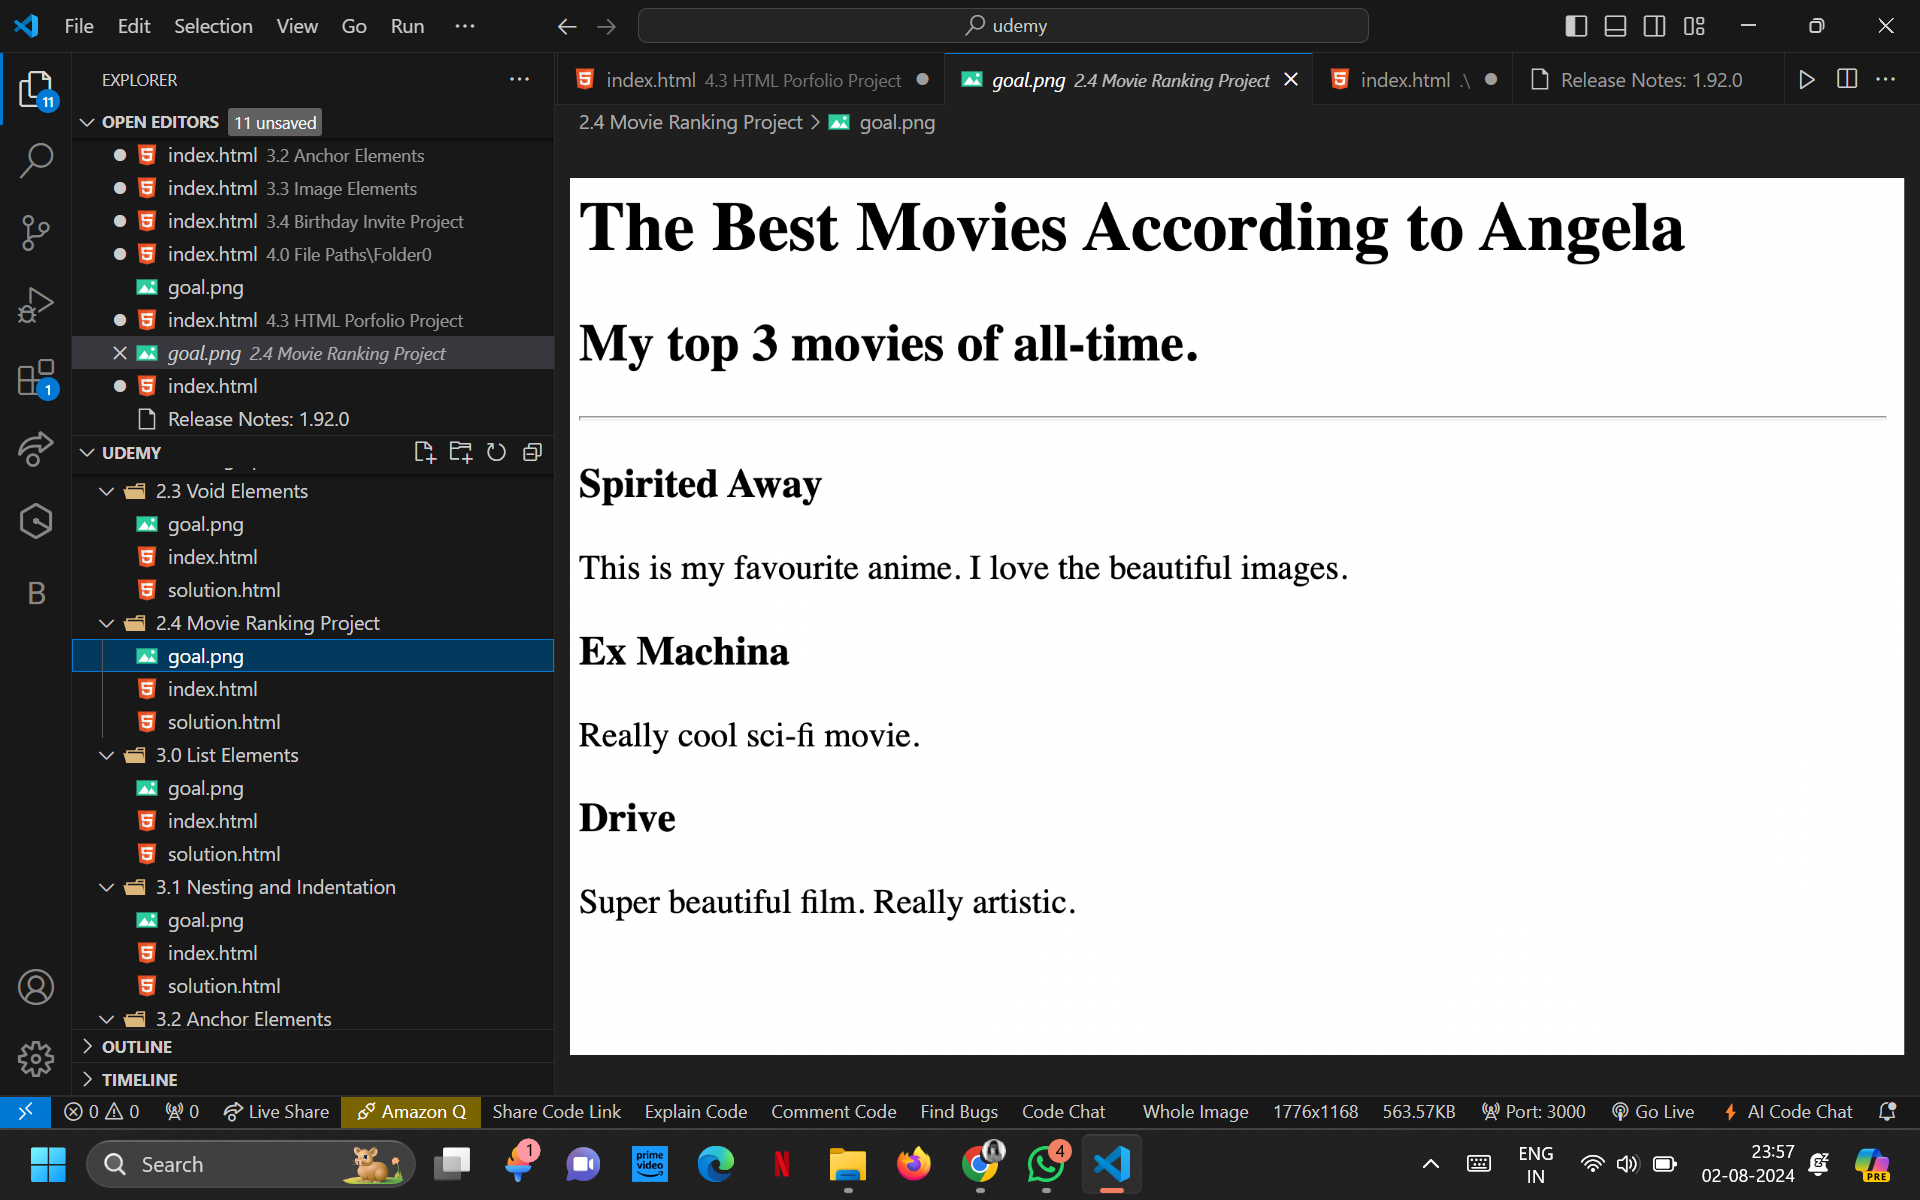 File Edit Selection View Go Run ···
udemy
EXPLORER
OPEN EDITORS 11 unsaved
index.html 3.2 Anchor Elements
index.html 3.3 Image Elements
index.html 3.4 Birthday Invite Project
index.html 4.0 File Paths\Folder0
goal.png
index.html 4.3 HTML Porfolio Project
goal.png 2.4 Movie Ranking Project
index.html
Release Notes: 1.92.0
UDEMY
2.3 Void Elements
goal.png
index.html
solution.html
2.4 Movie Ranking Project
goal.png
index.html
solution.html
3.0 List Elements
goal.png
index.html
solution.html
3.1 Nesting and Indentation
goal.png
index.html
solution.html
3.2 Anchor Elements
OUTLINE
TIMELINE
11
1
B
index.html 4.3 HTML Porfolio Project
goal.png 2.4 Movie Ranking Project
index.html .\
Release Notes: 1.92.0
2.4 Movie Ranking Project > goal.png
The Best Movies According to Angela
My top 3 movies of all-time.
Spirited Away
This is my favourite anime. I love the beautiful images.
Ex Machina
Really cool sci-fi movie.
Drive
Super beautiful film. Really artistic.
0 0 0 Live Share Amazon Q Share Code Link Explain Code Comment Code Find Bugs Code Chat Whole Image 1776x1168 563.57KB Port: 3000 Go Live AI Code Chat
Search
1
prime video
N
4
ENG
IN
23:57
02-08-2024
PRE